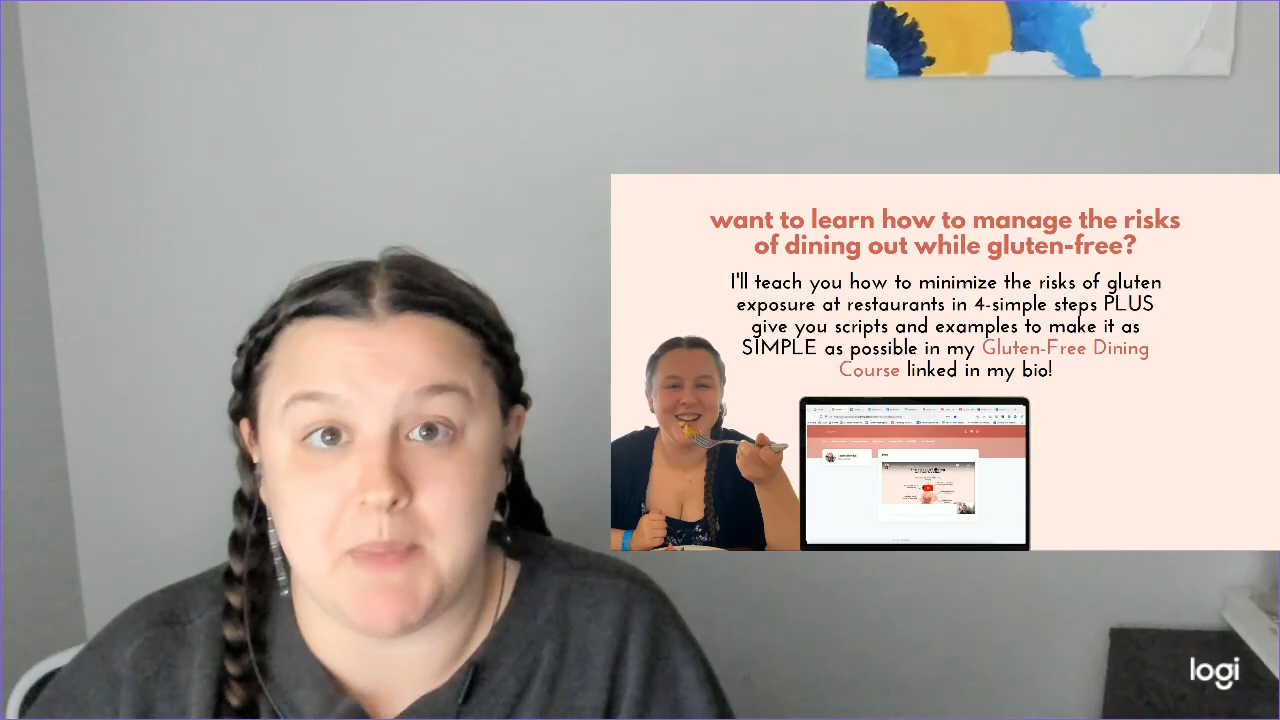 want to learn how to manage the risks
of dining out while gluten-free?
I'll teach you how to minimize the risks of gluten
exposure at restaurants in 4-simple steps PLUS
give you scripts and examples to make it as
SIMPLE as possible in my Gluten-Free Dining
Course linked in my bio!
logi